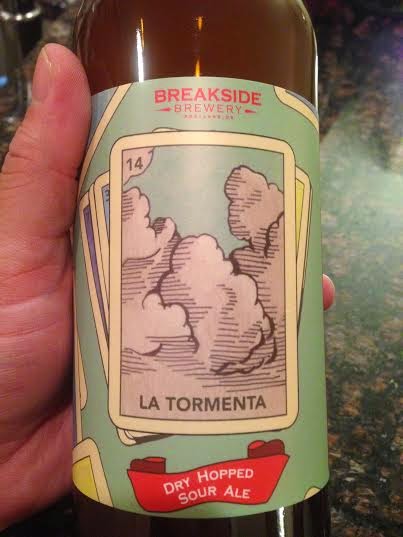 BREAKSIDE
BREWERY
PORTLAND, OR
14
LA TORMENTA
DRY HOPPED
SOUR ALE